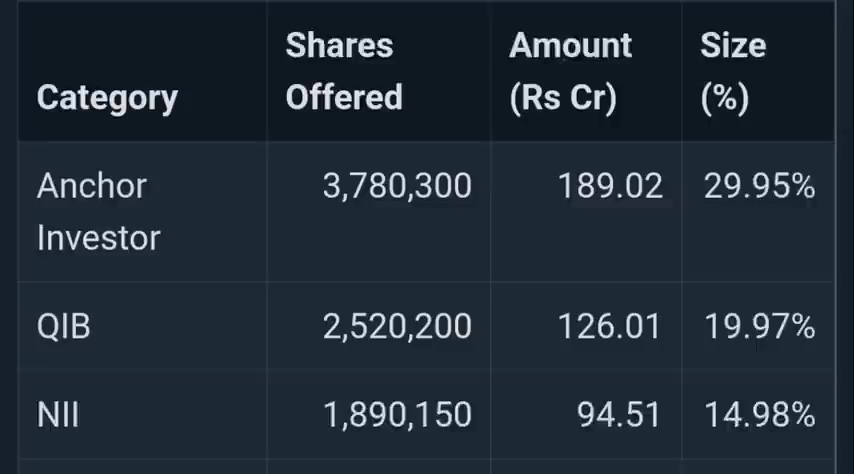 Category Shares Offered Amount (Rs Cr) Size (%)
Anchor Investor 3,780,300 189.02 29.95%
QIB 2,520,200 126.01 19.97%
NII 1,890,150 94.51 14.98%